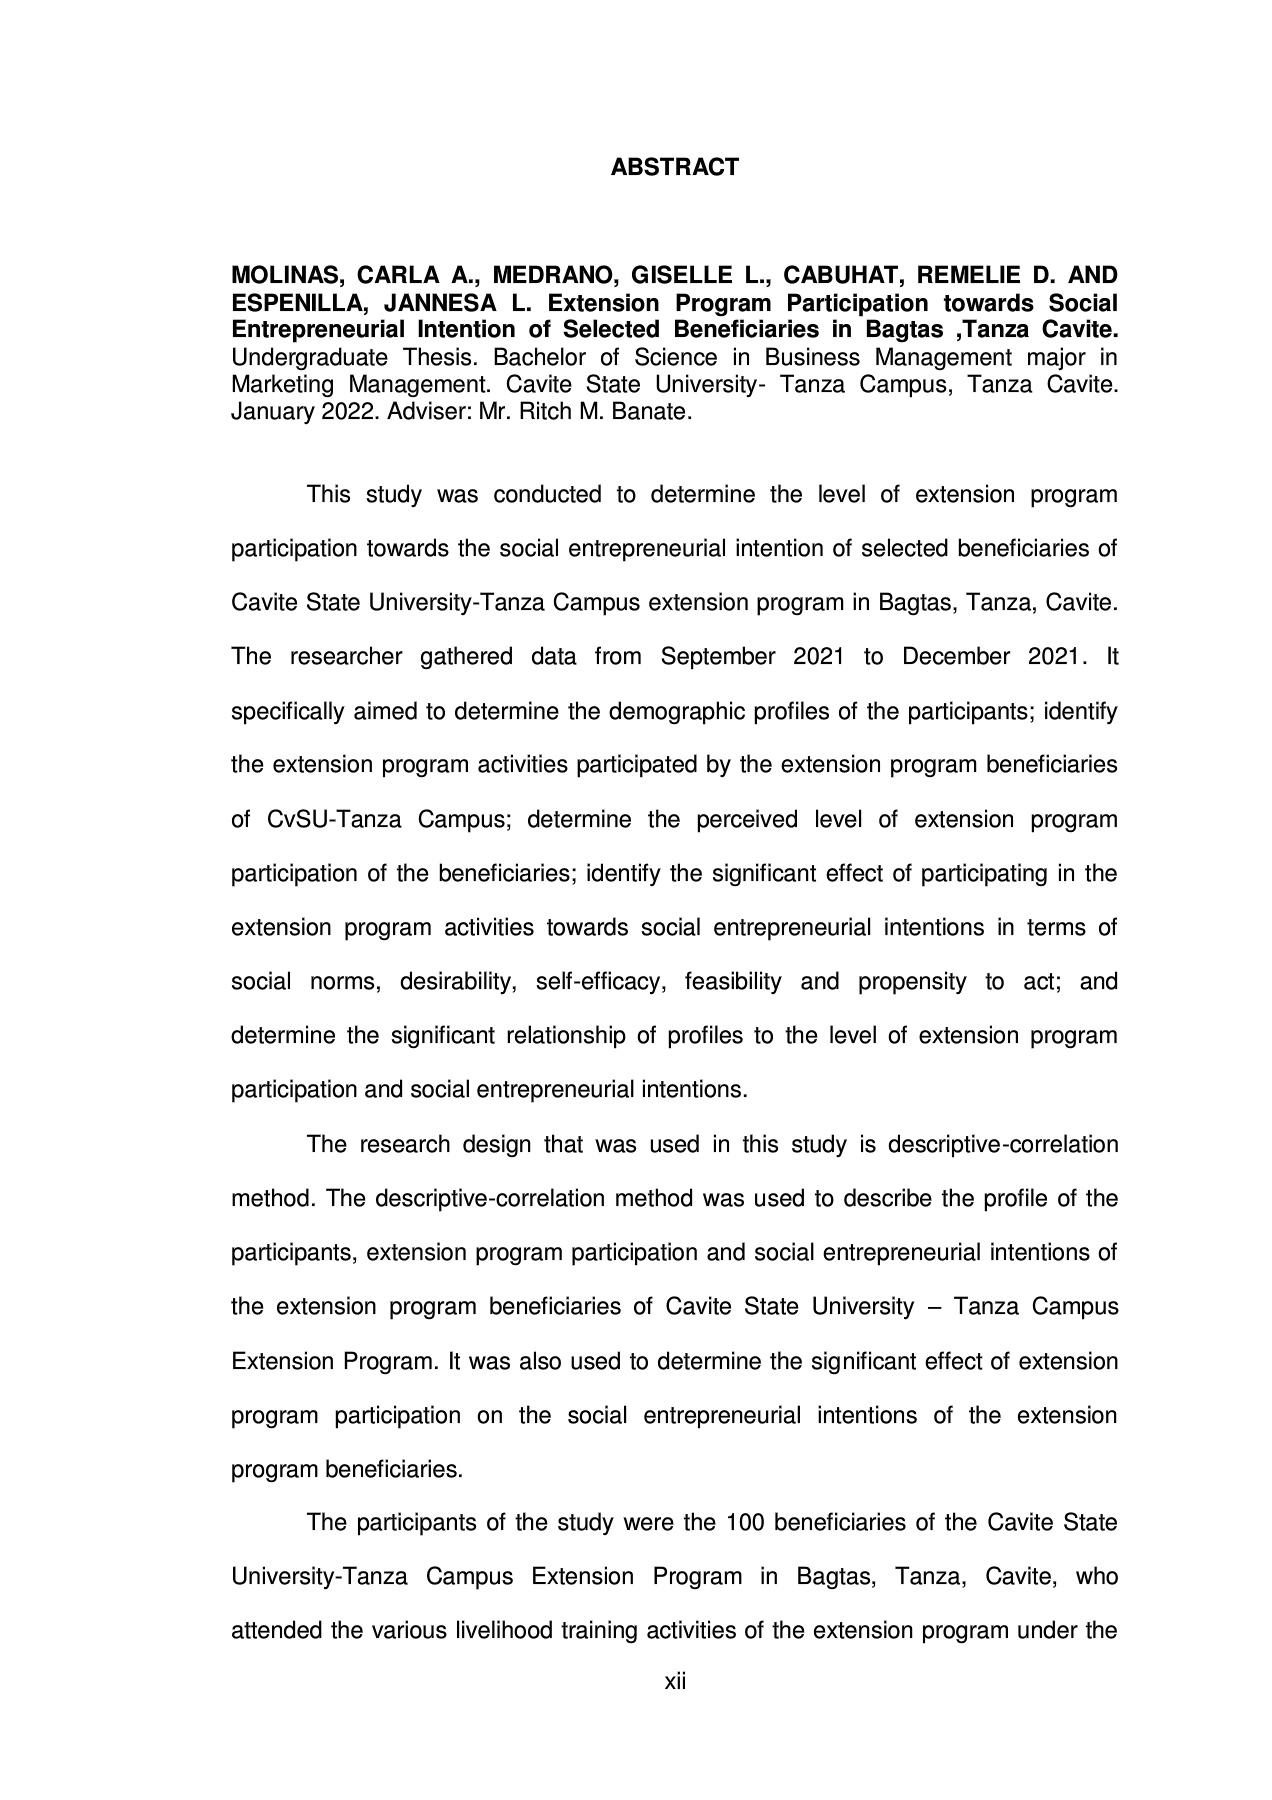 ABSTRACT
MOLINAS, CARLA A., MEDRANO, GISELLE L., CABUHAT, REMELIE D. AND
ESPENILLA, JANNESA L. Extension Program Participation towards Social
Entrepreneurial Intention of Selected Beneficiaries in Bagtas ,Tanza Cavite.
Undergraduate Thesis. Bachelor of Science in Business Management major in
Marketing Management. Cavite State University- Tanza Campus, Tanza Cavite.
January 2022. Adviser: Mr. Ritch M. Banate.
This study was conducted to determine the level of extension program
participation towards the social entrepreneurial intention of selected beneficiaries of
Cavite State University-Tanza Campus extension program in Bagtas, Tanza, Cavite.
The researcher gathered data from September 2021 to December 2021. It
specifically aimed to determine the demographic profiles of the participants; identify
the extension program activities participated by the extension program beneficiaries
of CvSU-Tanza Campus; determine the perceived level of extension program
participation of the beneficiaries; identify the significant effect of participating in the
extension program activities towards social entrepreneurial intentions in terms of
social norms, desirability, self-efficacy, feasibility and propensity to act; and
determine the significant relationship of profiles to the level of extension program
participation and social entrepreneurial intentions.
The research design that was used in this study is descriptive-correlation
method. The descriptive-correlation method was used to describe the profile of the
participants, extension program participation and social entrepreneurial intentions of
the extension program beneficiaries of Cavite State University – Tanza Campus
Extension Program. It was also used to determine the significant effect of extension
program participation on the social entrepreneurial intentions of the extension
program beneficiaries.
The participants of the study were the 100 beneficiaries of the Cavite State
University-Tanza Campus Extension Program in Bagtas, Tanza, Cavite, who
attended the various livelihood training activities of the extension program under the
xii